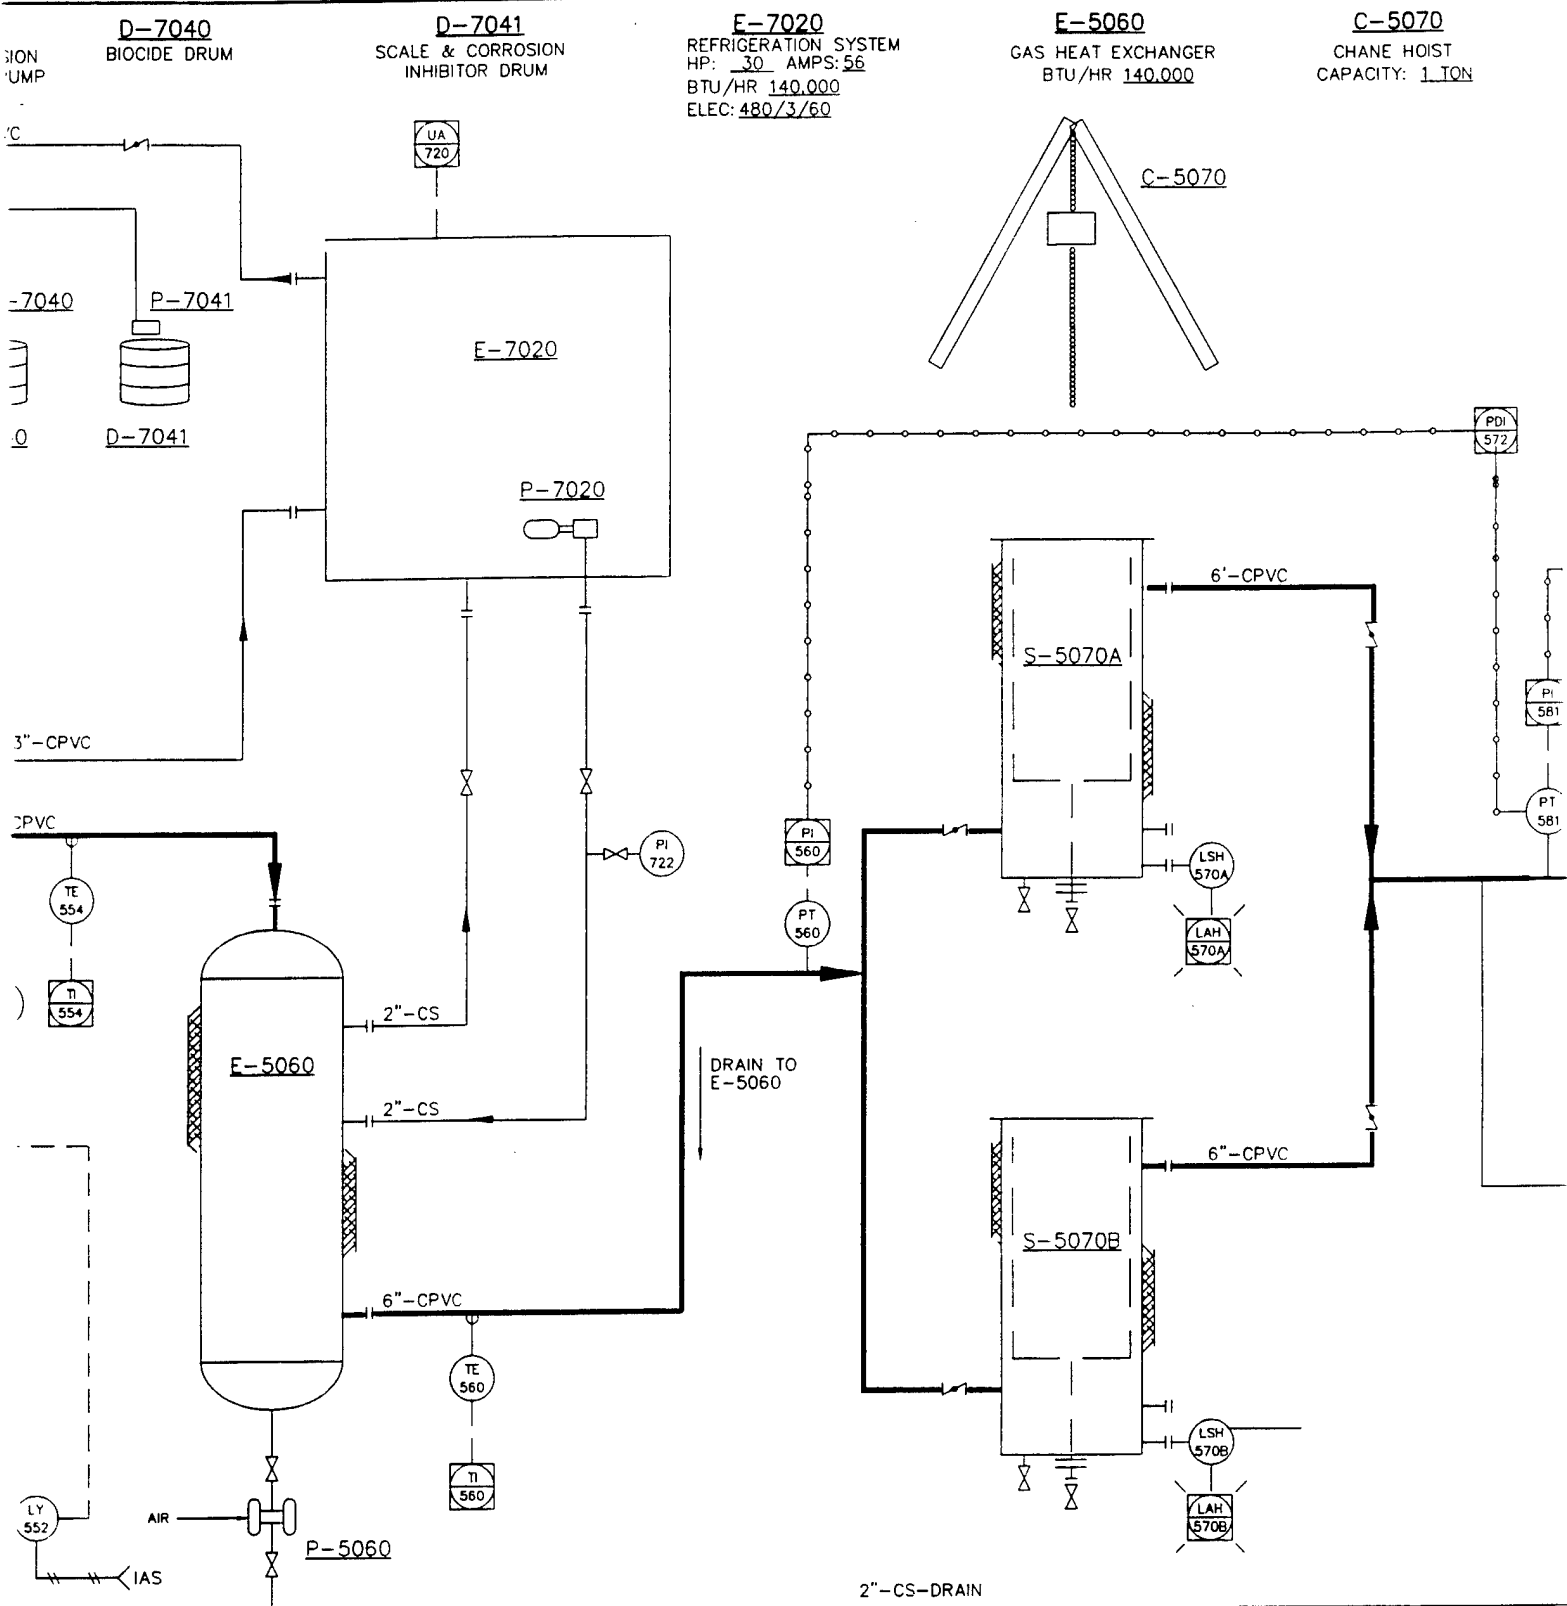 D-7040
BIOCIDE DRUM
D-7041
SCALE & CORROSION
INHIBITOR DRUM
E-7020
REFRIGERATION SYSTEM
HP: 30 AMPS: 56
BTU/HR 140,000
ELEC: 480/3/60
E-5060
GAS HEAT EXCHANGER
BTU/HR 140,000
C-5070
CHANE HOIST
CAPACITY: 1 TON
SION
UMP
UA
720
C-5070
-7040
P-7041
E-7020
D-7041
PDI
572
P-7020
6'-CPVC
S-5070A
PI
581
3"-CPVC
PT
581
CPVC
PI
722
PI
560
LSH
570A
TE
554
PT
560
LAH
570A
TI
554
2"-CS
E-5060
DRAIN TO
E-5060
2"-CS
6"-CPVC
S-5070B
6"-CPVC
TE
560
LSH
570B
TI
560
LY
552
AIR
LAH
570B
P-5060
IAS
2"-CS-DRAIN